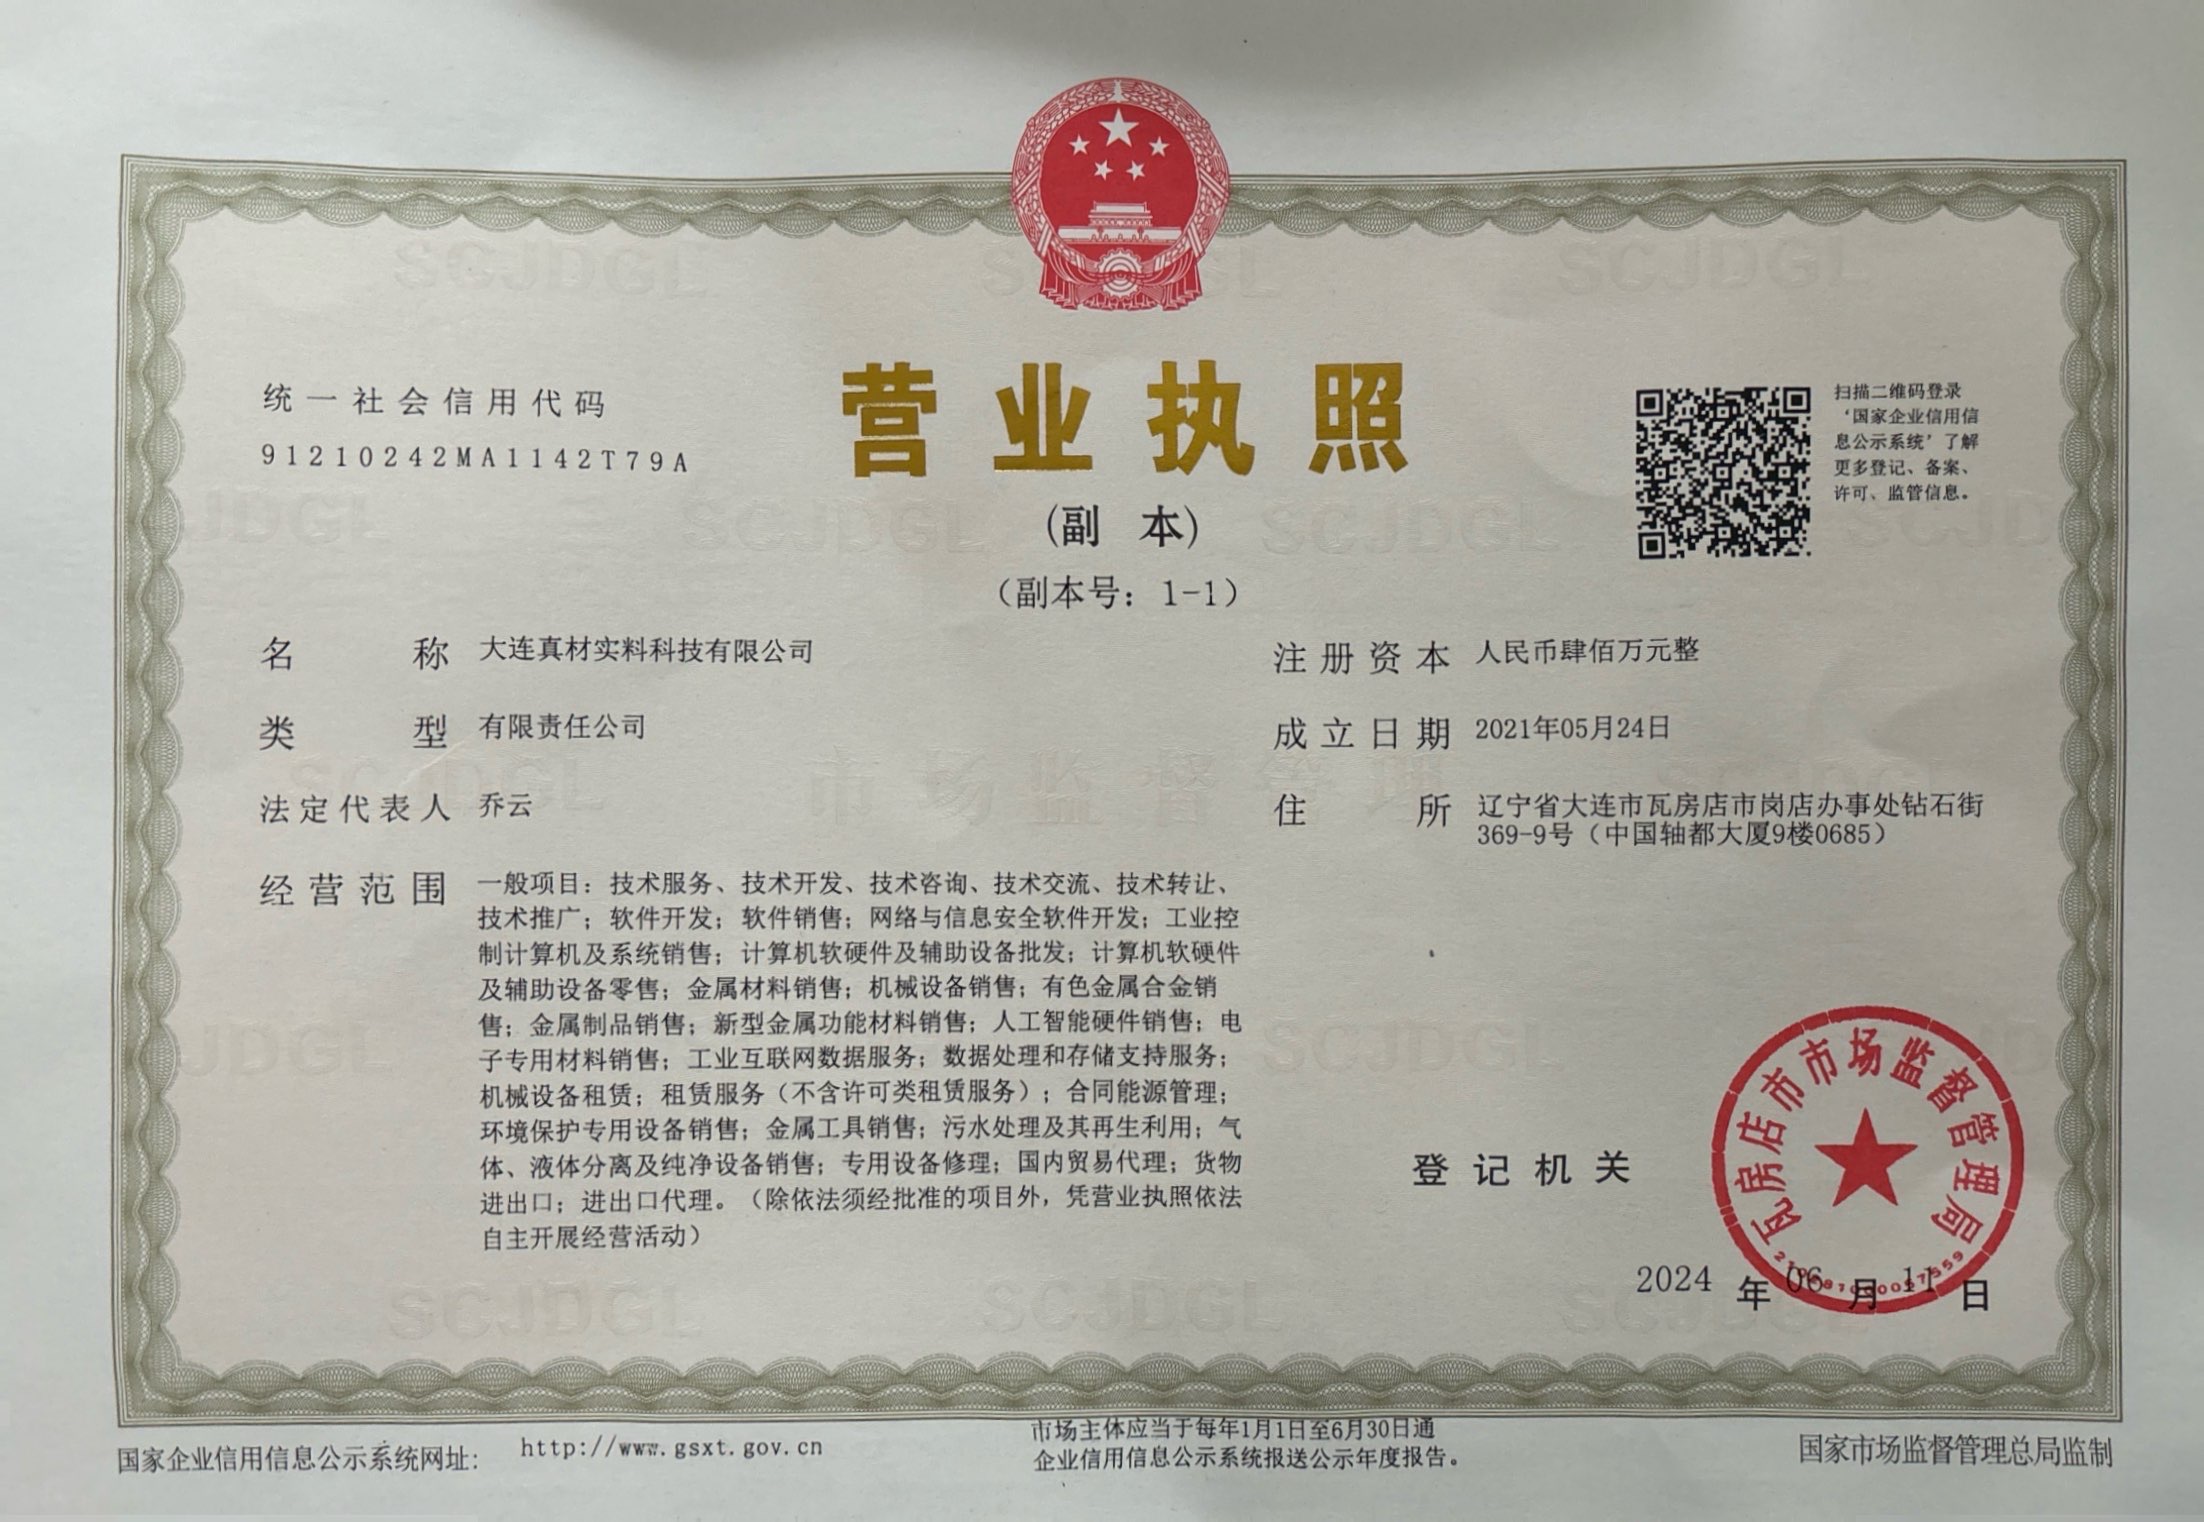 营业执照
(副 本)
（副本号：1-1）
统一社会信用代码
91210242MA1142T79A
扫描二维码登录
‘国家企业信用信
息公示系统’了解
更多登记、备案、
许可、监管信息。
名 称 大连真材实料科技有限公司
类 型 有限责任公司
法定代表人 乔云
经营范围 一般项目：技术服务、技术开发、技术咨询、技术交流、技术转让、
技术推广；软件开发；软件销售；网络与信息安全软件开发；工业控
制计算机及系统销售；计算机软硬件及辅助设备批发；计算机软硬件
及辅助设备零售；金属材料销售；机械设备销售；有色金属合金销
售；金属制品销售；新型金属功能材料销售；人工智能硬件销售；电
子专用材料销售；工业互联网数据服务；数据处理和存储支持服务；
机械设备租赁；租赁服务（不含许可类租赁服务）；合同能源管理；
环境保护专用设备销售；金属工具销售；污水处理及其再生利用；气
体、液体分离及纯净设备销售；专用设备修理；国内贸易代理；货物
进出口；进出口代理。（除依法须经批准的项目外，凭营业执照依法
自主开展经营活动）
注册资本 人民币肆佰万元整
成立日期 2021年05月24日
住 所 辽宁省大连市瓦房店市岗店办事处钻石街
369-9号（中国轴都大厦9楼0685）
登记机关
瓦房店市市场监督管理局
2024 年 06 月 11 日
国家企业信用信息公示系统网址： http://www.gsxt.gov.cn
市场主体应当于每年1月1日至6月30日通
企业信用信息公示系统报送公示年度报告。
国家市场监督管理总局监制
SCJDGL
市场监督管理